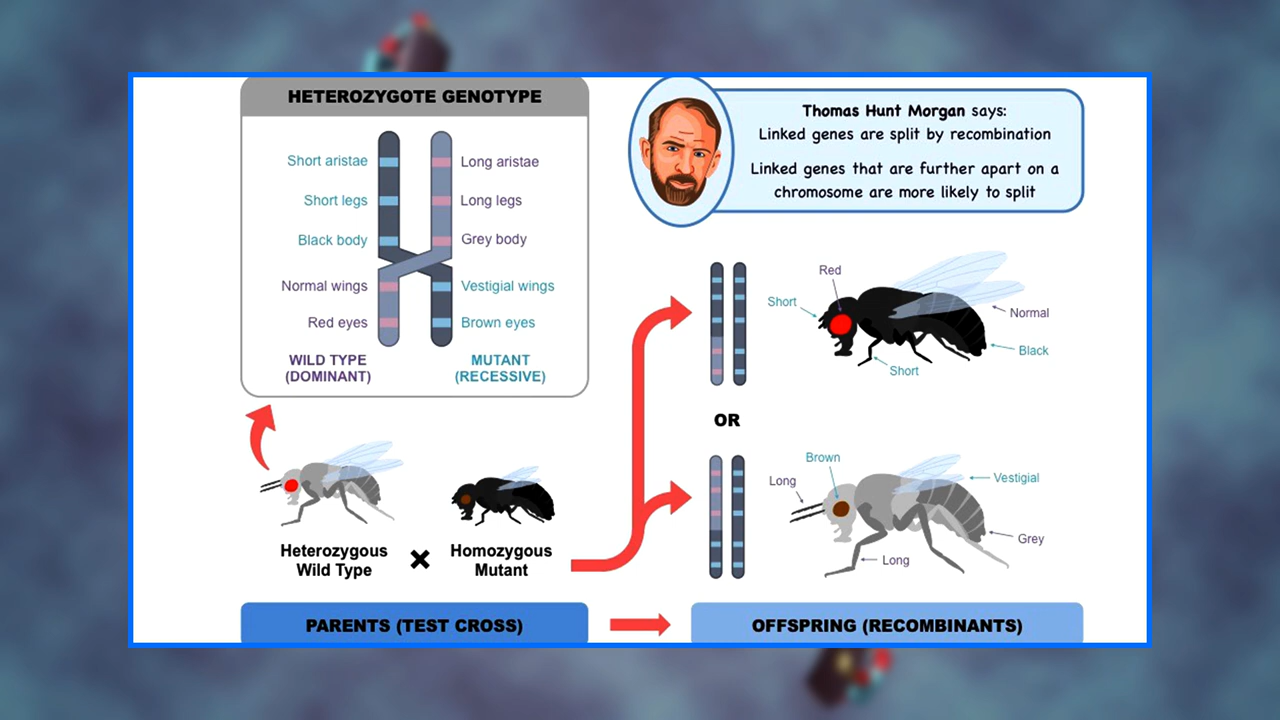 HETEROZYGOTE GENOTYPE
Short aristae
Long aristae
Short legs
Long legs
Black body
Grey body
Normal wings
Vestigial wings
Red eyes
Brown eyes
WILD TYPE
(DOMINANT)
MUTANT
(RECESSIVE)
Thomas Hunt Morgan says:
Linked genes are split by recombination
Linked genes that are further apart on a
chromosome are more likely to split
Red
Short
Normal
Black
Short
OR
Brown
Long
Vestigial
Grey
Long
Heterozygous
Wild Type
×
Homozygous
Mutant
PARENTS (TEST CROSS)
OFFSPRING (RECOMBINANTS)